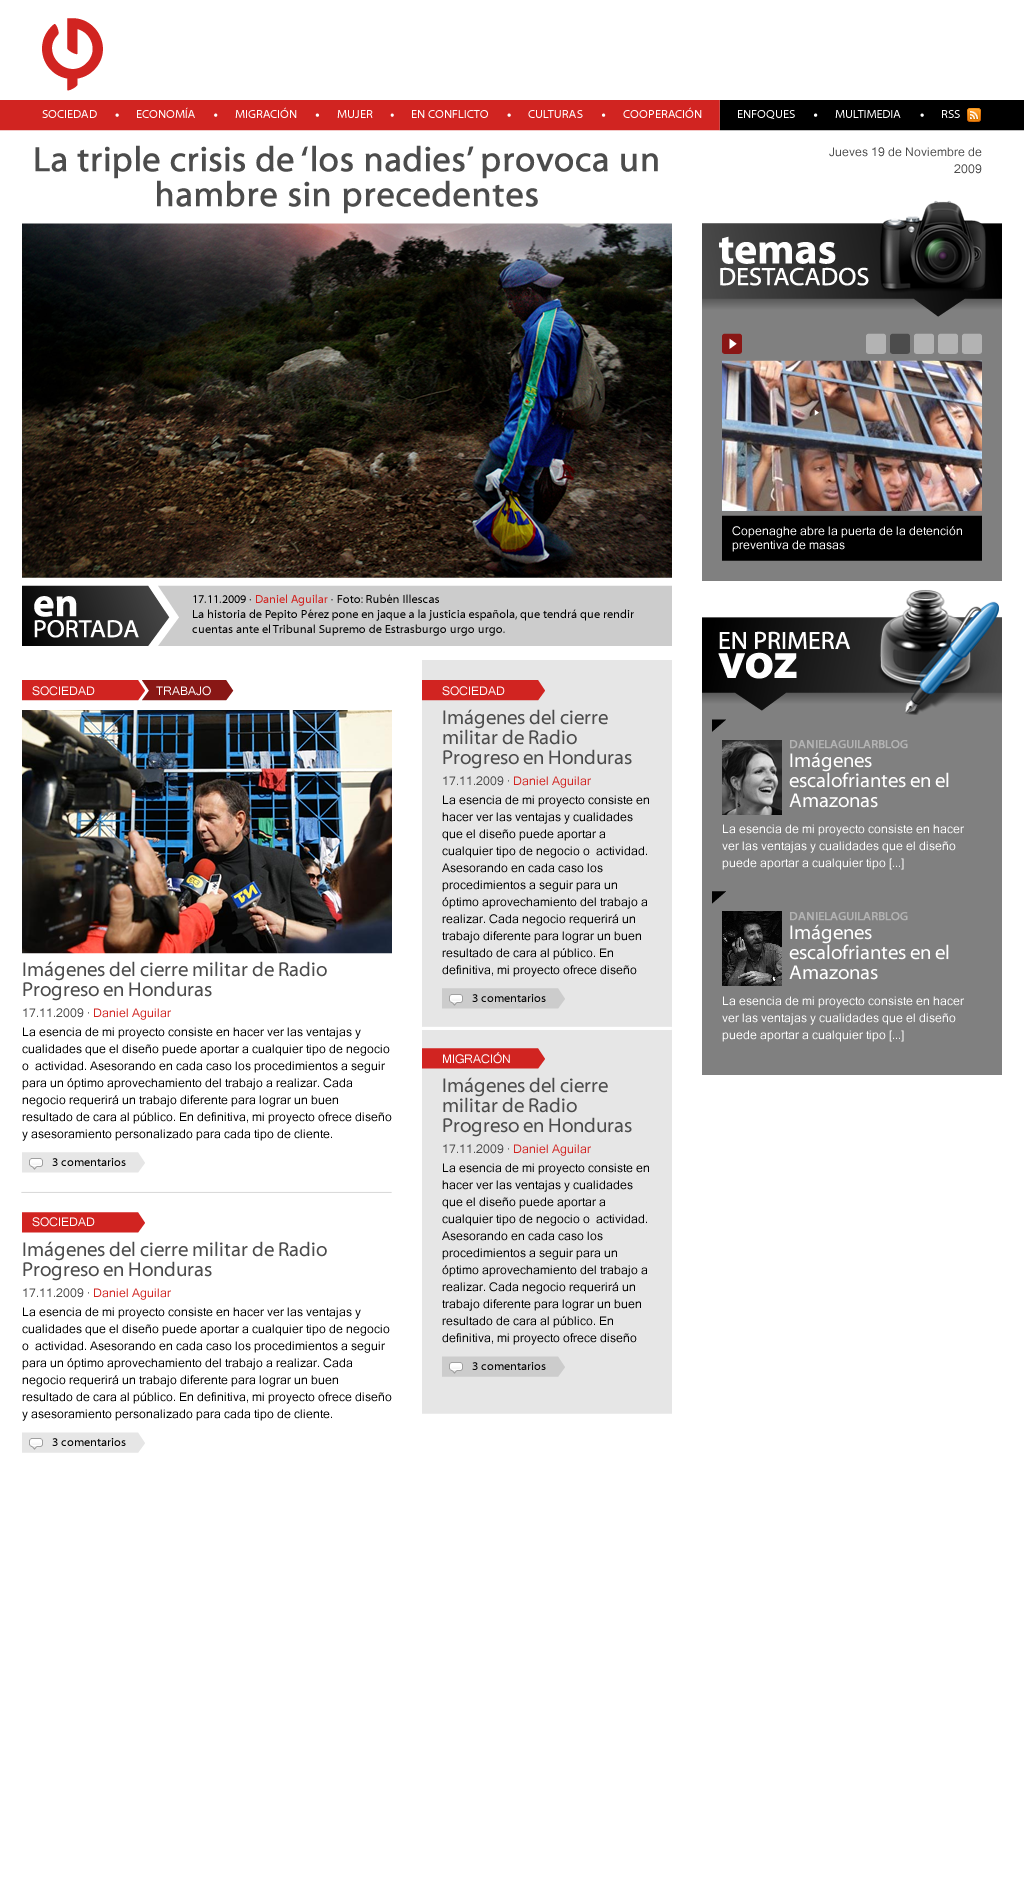 SOCIEDAD • ECONOMÍA • MIGRACIÓN • MUJER • EN CONFLICTO • CULTURAS • COOPERACIÓN ENFOQUES • MULTIMEDIA • RSS
La triple crisis de ‘los nadies’ provoca un
hambre sin precedentes
Jueves 19 de Noviembre de
2009
en
PORTADA
17.11.2009 · Daniel Aguilar · Foto: Rubén Illescas
La historia de Pepito Pérez pone en jaque a la justicia española, que tendrá que rendir
cuentas ante el Tribunal Supremo de Estrasburgo urgo urgo.
SOCIEDAD TRABAJO
Imágenes del cierre militar de Radio
Progreso en Honduras
17.11.2009 · Daniel Aguilar
La esencia de mi proyecto consiste en hacer ver las ventajas y
cualidades que el diseño puede aportar a cualquier tipo de negocio
o actividad. Asesorando en cada caso los procedimientos a seguir
para un óptimo aprovechamiento del trabajo a realizar. Cada
negocio requerirá un trabajo diferente para lograr un buen
resultado de cara al público. En definitiva, mi proyecto ofrece diseño
y asesoramiento personalizado para cada tipo de cliente.
3 comentarios
SOCIEDAD
Imágenes del cierre militar de Radio
Progreso en Honduras
17.11.2009 · Daniel Aguilar
La esencia de mi proyecto consiste en hacer ver las ventajas y
cualidades que el diseño puede aportar a cualquier tipo de negocio
o actividad. Asesorando en cada caso los procedimientos a seguir
para un óptimo aprovechamiento del trabajo a realizar. Cada
negocio requerirá un trabajo diferente para lograr un buen
resultado de cara al público. En definitiva, mi proyecto ofrece diseño
y asesoramiento personalizado para cada tipo de cliente.
3 comentarios
SOCIEDAD
Imágenes del cierre
militar de Radio
Progreso en Honduras
17.11.2009 · Daniel Aguilar
La esencia de mi proyecto consiste en
hacer ver las ventajas y cualidades
que el diseño puede aportar a
cualquier tipo de negocio o actividad.
Asesorando en cada caso los
procedimientos a seguir para un
óptimo aprovechamiento del trabajo a
realizar. Cada negocio requerirá un
trabajo diferente para lograr un buen
resultado de cara al público. En
definitiva, mi proyecto ofrece diseño
3 comentarios
MIGRACIÓN
Imágenes del cierre
militar de Radio
Progreso en Honduras
17.11.2009 · Daniel Aguilar
La esencia de mi proyecto consiste en
hacer ver las ventajas y cualidades
que el diseño puede aportar a
cualquier tipo de negocio o actividad.
Asesorando en cada caso los
procedimientos a seguir para un
óptimo aprovechamiento del trabajo a
realizar. Cada negocio requerirá un
trabajo diferente para lograr un buen
resultado de cara al público. En
definitiva, mi proyecto ofrece diseño
3 comentarios
temas
DESTACADOS
Copenaghe abre la puerta de la detención
preventiva de masas
EN PRIMERA
VOZ
DANIELAGUILARBLOG
Imágenes
escalofriantes en el
Amazonas
La esencia de mi proyecto consiste en hacer
ver las ventajas y cualidades que el diseño
puede aportar a cualquier tipo [...]
DANIELAGUILARBLOG
Imágenes
escalofriantes en el
Amazonas
La esencia de mi proyecto consiste en hacer
ver las ventajas y cualidades que el diseño
puede aportar a cualquier tipo [...]